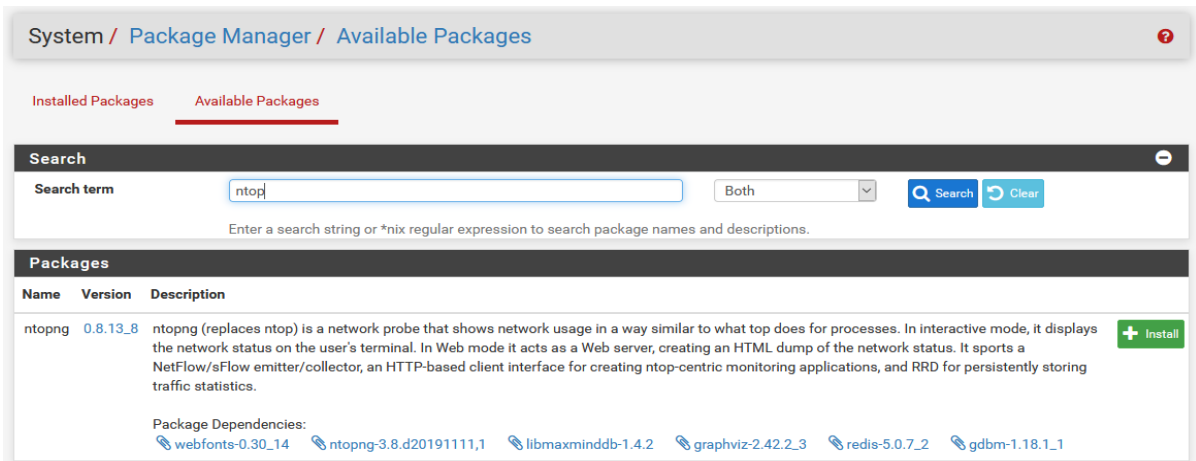 System / Package Manager / Available Packages
Installed Packages Available Packages
Search
Search term ntop Both Search Clear
Enter a search string or *nix regular expression to search package names and descriptions.
Packages
Name Version Description
ntopng 0.8.13_8 ntopng (replaces ntop) is a network probe that shows network usage in a way similar to what top does for processes. In interactive mode, it displays Install
the network status on the user's terminal. In Web mode it acts as a Web server, creating an HTML dump of the network status. It sports a
NetFlow/sFlow emitter/collector, an HTTP-based client interface for creating ntop-centric monitoring applications, and RRD for persistently storing
traffic statistics.
Package Dependencies:
webfonts-0.30_14 ntopng-3.8.d20191111,1 libmaxminddb-1.4.2 graphviz-2.42.2_3 redis-5.0.7_2 gdbm-1.18.1_1